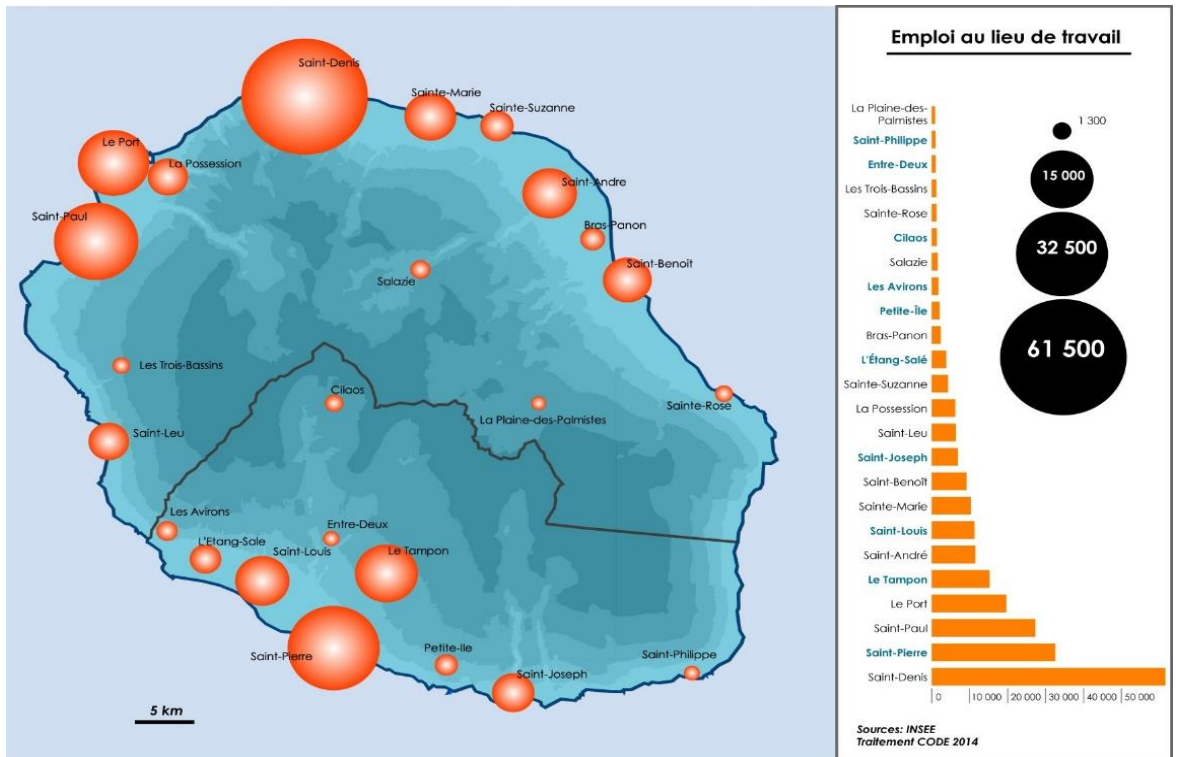 Saint-Denis
Sainte-Marie
Sainte-Suzanne
Le Port
La Possession
Saint-Andre
Saint-Paul
Bras-Panon
Saint-Benoît
Salazie
Les Trois-Bassins
Cilaos
La Plaine-des-Palmistes
Sainte-Rose
Saint-Leu
Les Avirons
Entre-Deux
L'Etang-Sale
Saint-Louis
Le Tampon
Saint-Pierre
Petite-Ile
Saint-Philippe
Saint-Joseph
5 km
Emploi au lieu de travail
La Plaine-des-
Palmistes
Saint-Philippe
Entre-Deux
Les Trois-Bassins
Sainte-Rose
Cilaos
Salazie
Les Avirons
Petite-Île
Bras-Panon
L'Étang-Salé
Sainte-Suzanne
La Possession
Saint-Leu
Saint-Joseph
Saint-Benoît
Sainte-Marie
Saint-Louis
Saint-André
Le Tampon
Le Port
Saint-Paul
Saint-Pierre
Saint-Denis
0 10 000 20 000 30 000 40 000 50 000
1 300
15 000
32 500
61 500
Sources: INSEE
Traitement CODE 2014